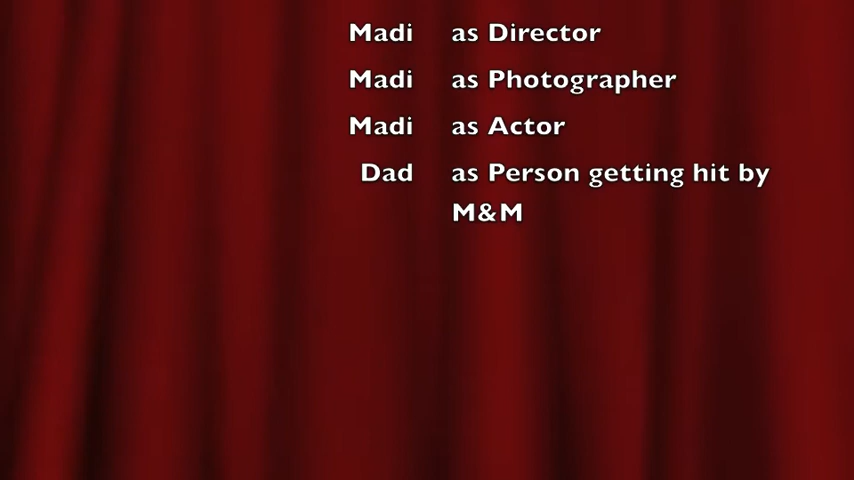 Madi as Director
Madi as Photographer
Madi as Actor
Dad as Person getting hit by
M&M